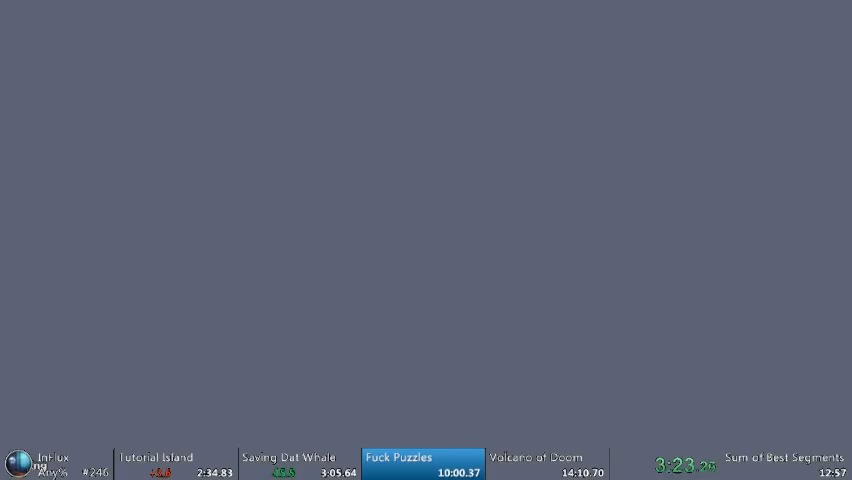 InFlux
Any% #246
Tutorial Island
2:34.83
Saving Dat Whale
3:05.64
Fuck Puzzles
10:00.37
Volcano of Doom
14:10.70
3:23.26
Sum of Best Segments
12:57